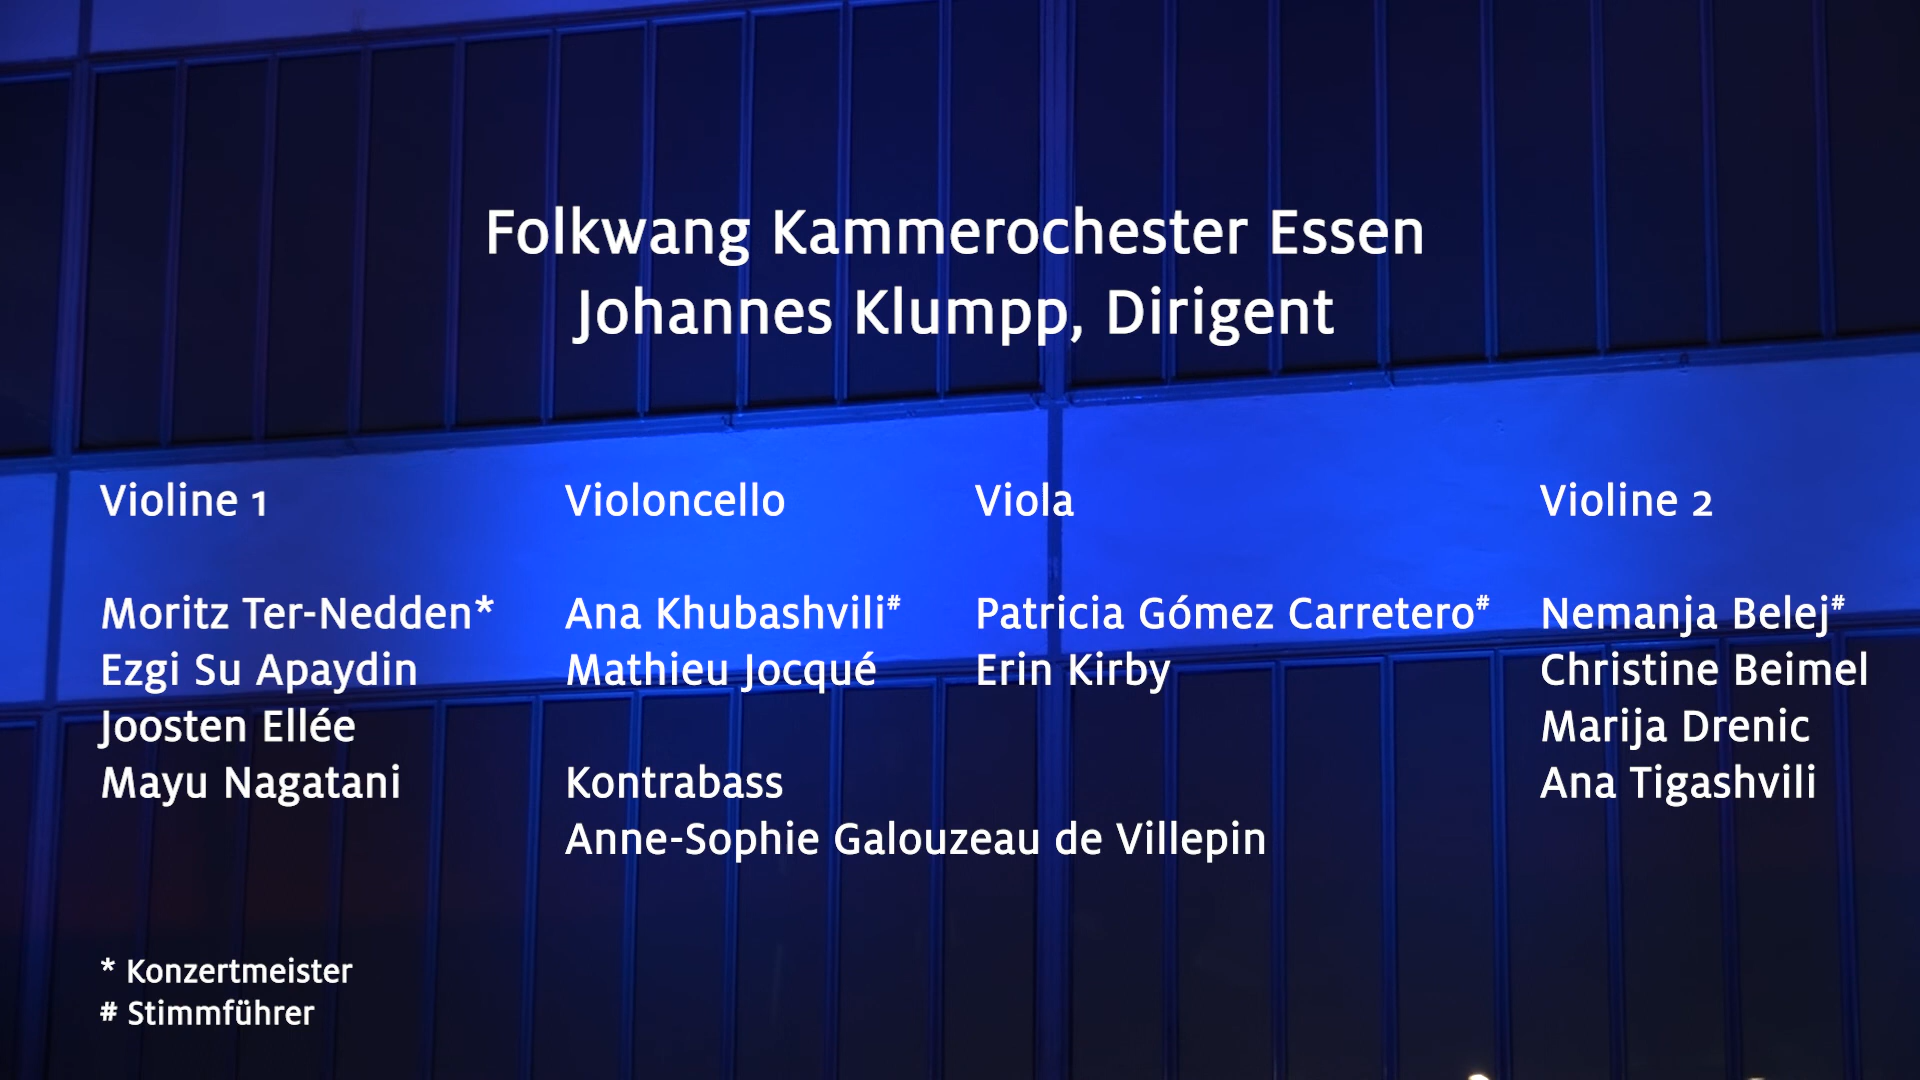 Folkwang Kammerochester Essen
Johannes Klumpp, Dirigent
Violine 1
Moritz Ter-Nedden*
Ezgi Su Apaydin
Joosten Ellée
Mayu Nagatani
Violoncello
Ana Khubashvili#
Mathieu Jocqué
Kontrabass
Anne-Sophie Galouzeau de Villepin
Viola
Patricia Gómez Carretero#
Erin Kirby
Violine 2
Nemanja Belej#
Christine Beimel
Marija Drenic
Ana Tigashvili
* Konzertmeister
# Stimmführer